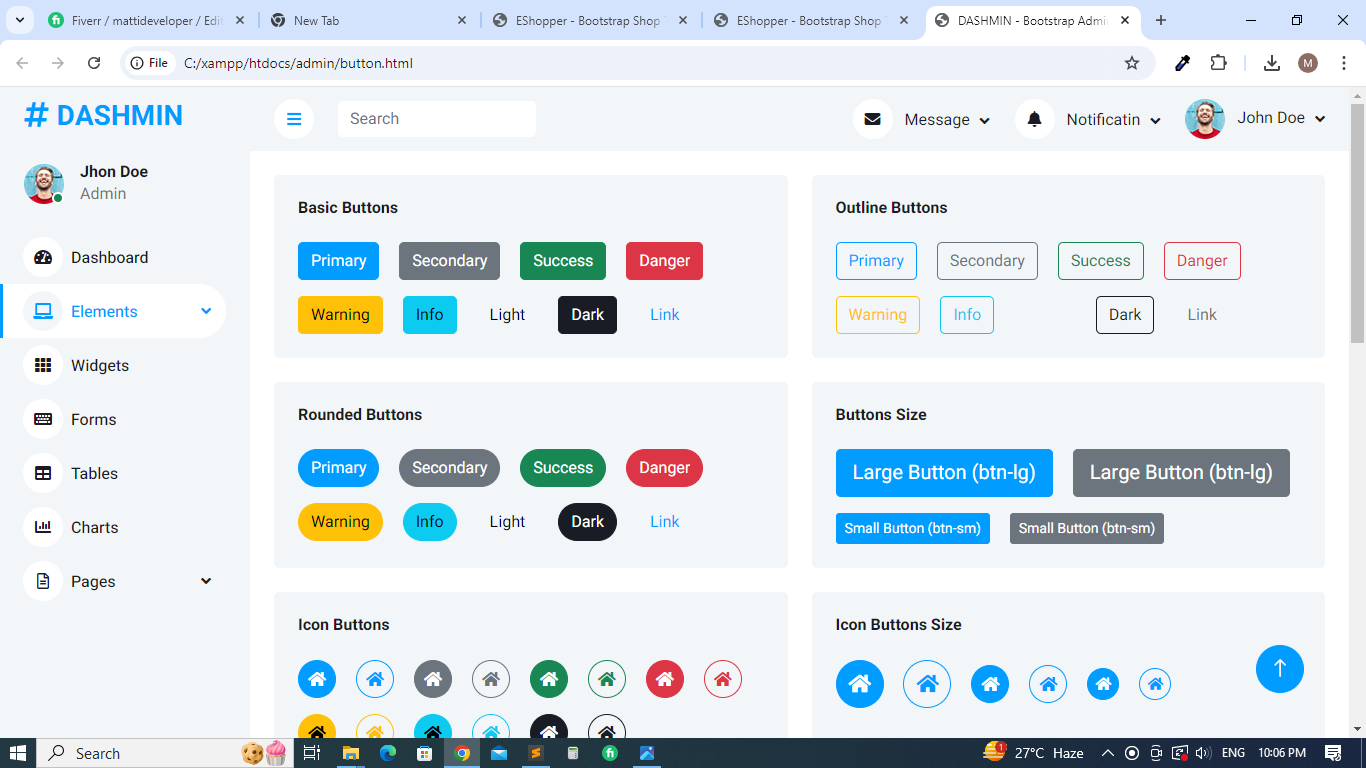 Fiverr / mattideveloper / Edi
New Tab
EShopper - Bootstrap Shop
EShopper - Bootstrap Shop
DASHMIN - Bootstrap Admi
File
C:/xampp/htdocs/admin/button.html
M
# DASHMIN
Search
Message
Notificatin
John Doe
Jhon Doe
Admin
Dashboard
Elements
Widgets
Forms
Tables
Charts
Pages
Basic Buttons
Primary Secondary Success Danger
Warning Info Light Dark Link
Outline Buttons
Primary Secondary Success Danger
Warning Info Dark Link
Rounded Buttons
Primary Secondary Success Danger
Warning Info Light Dark Link
Buttons Size
Large Button (btn-lg) Large Button (btn-lg)
Small Button (btn-sm) Small Button (btn-sm)
Icon Buttons
Icon Buttons Size
Search
fi
1
27°C Haze
ENG
10:06 PM